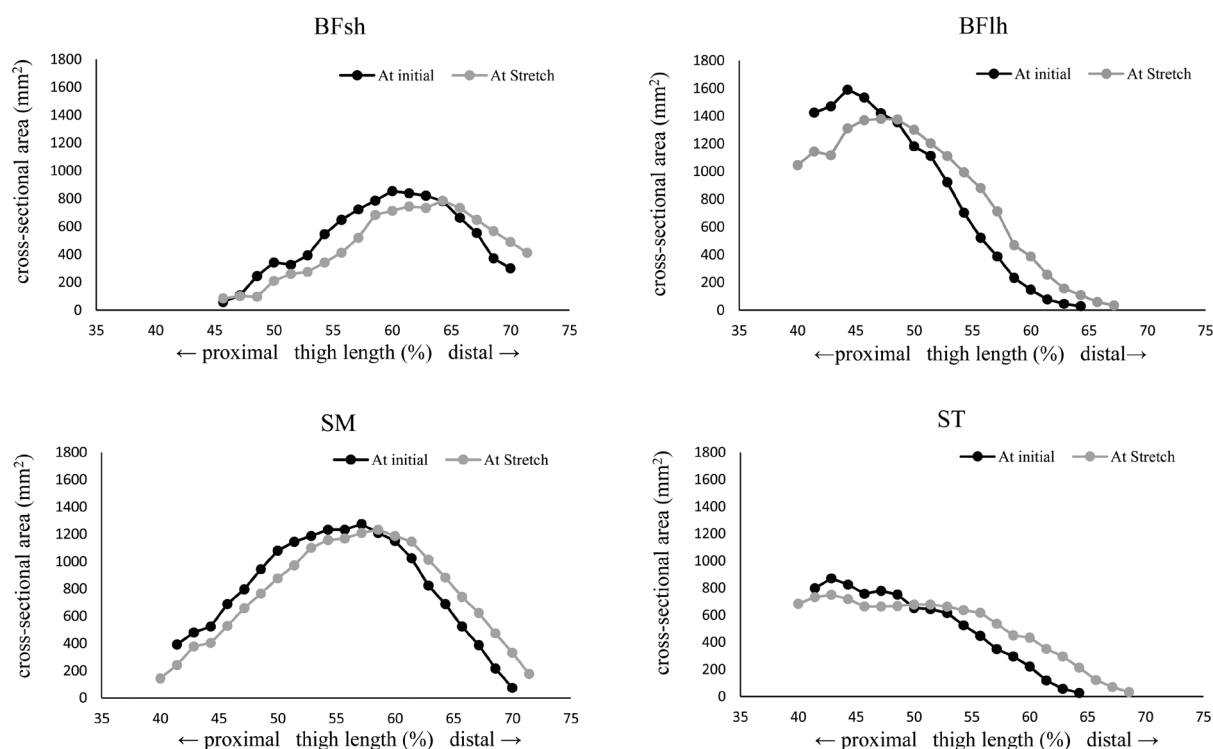 BFsh
cross-sectional area (mm²)
At initial At Stretch
1800
1600
1400
1200
1000
800
600
400
200
0
35 40 45 50 55 60 65 70 75
← proximal thigh length (%) distal →
BFlh
cross-sectional area (mm²)
At initial At Stretch
1800
1600
1400
1200
1000
800
600
400
200
0
35 40 45 50 55 60 65 70 75
←proximal thigh length (%) distal→
SM
cross-sectional area (mm²)
At initial At Stretch
1800
1600
1400
1200
1000
800
600
400
200
0
35 40 45 50 55 60 65 70 75
← proximal thigh length (%) distal →
ST
cross-sectional area (mm²)
At initial At Stretch
1800
1600
1400
1200
1000
800
600
400
200
0
35 40 45 50 55 60 65 70 75
← proximal thigh length (%) distal →